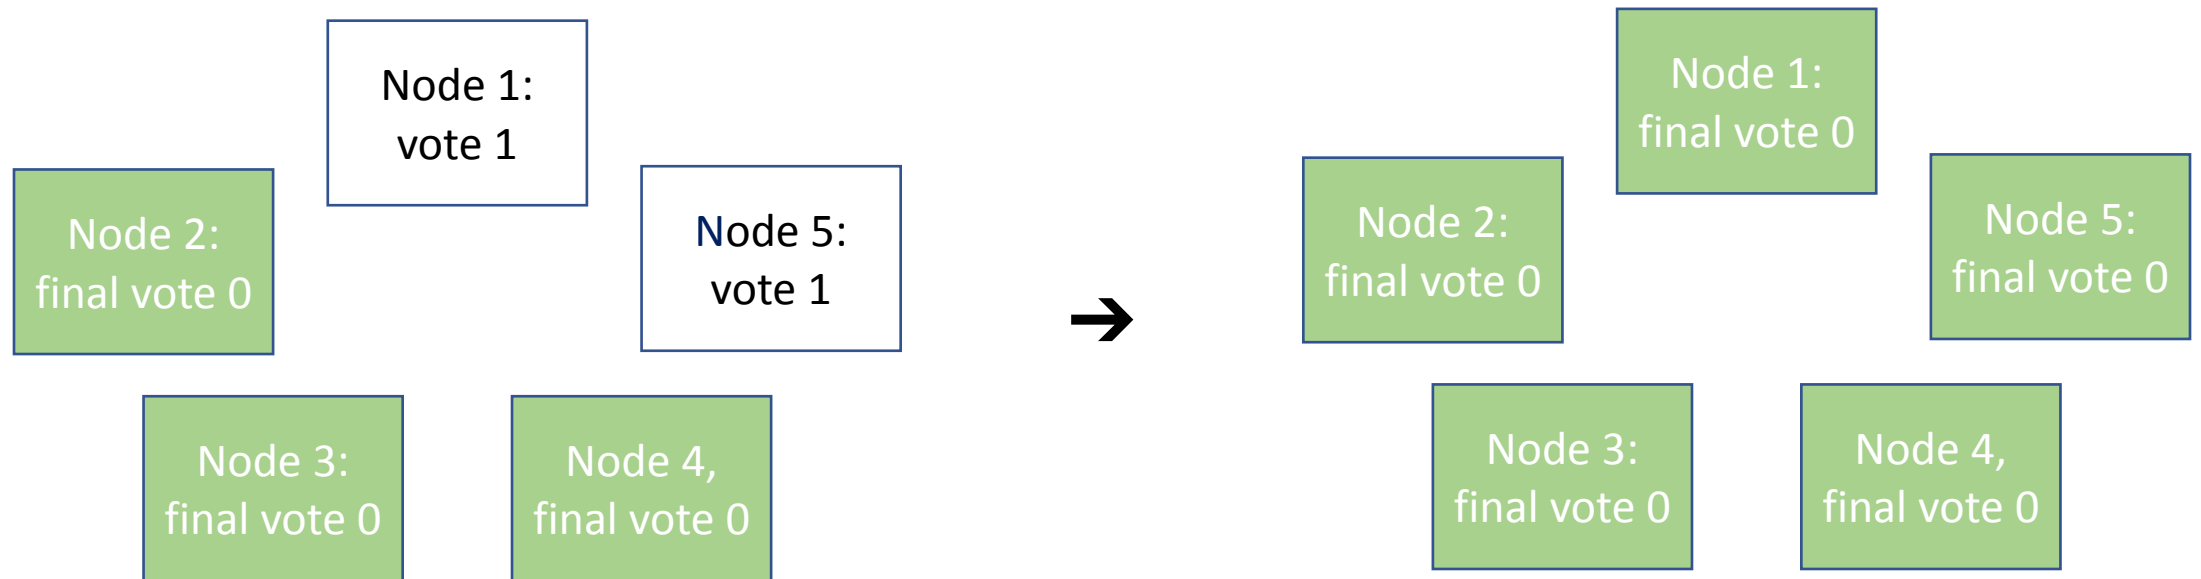 Node 1:
vote 1
Node 2:
final vote 0
Node 5:
vote 1
Node 3:
final vote 0
Node 4,
final vote 0
➔
Node 1:
final vote 0
Node 2:
final vote 0
Node 5:
final vote 0
Node 3:
final vote 0
Node 4,
final vote 0